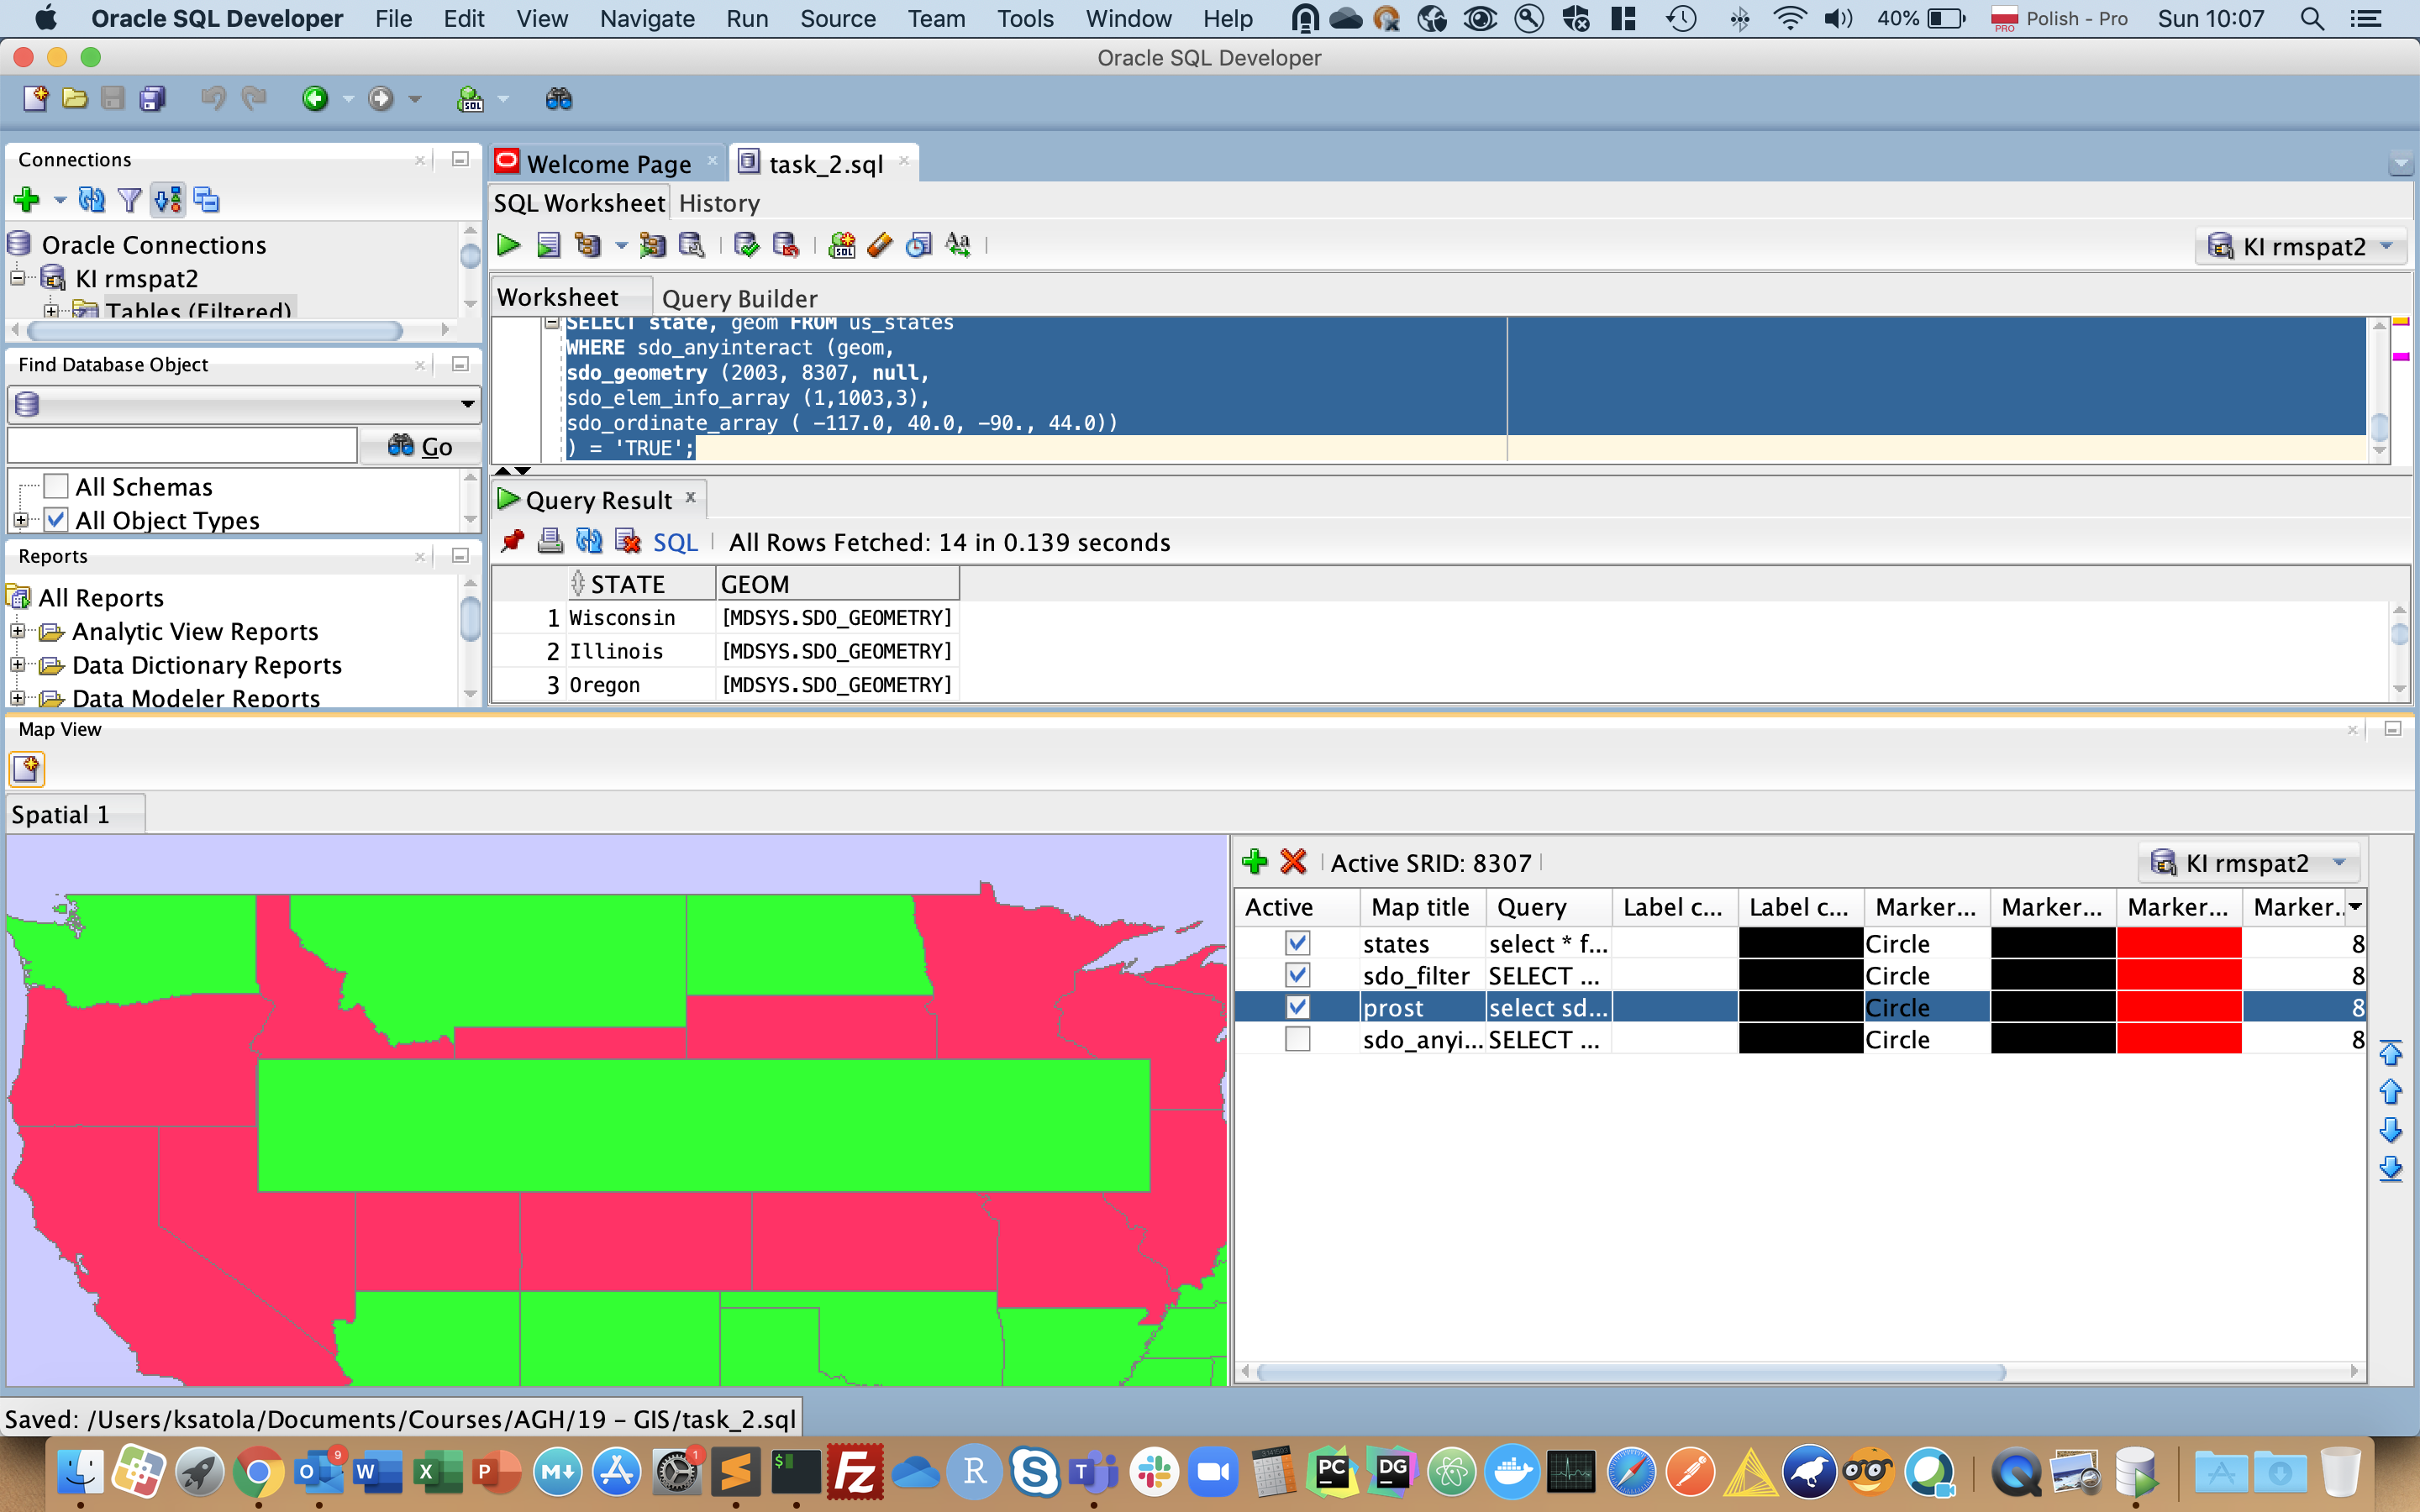 Oracle SQL Developer File Edit View Navigate Run Source Team Tools Window Help 40% PRO Polish - Pro Sun 10:07
Oracle SQL Developer
Connections
Oracle Connections
KI rmspat2
Tables (Filtered)
Find Database Object
Go
All Schemas
All Object Types
Reports
All Reports
Analytic View Reports
Data Dictionary Reports
Data Modeler Reports
Welcome Page task_2.sql
SQL Worksheet History
KI rmspat2
Worksheet Query Builder
SELECT state, geom FROM us_states
WHERE sdo_anyinteract (geom,
sdo_geometry (2003, 8307, null,
sdo_elem_info_array (1,1003,3),
sdo_ordinate_array ( -117.0, 40.0, -90., 44.0))
) = 'TRUE';
Query Result
SQL All Rows Fetched: 14 in 0.139 seconds
STATE GEOM
1 Wisconsin [MDSYS.SDO_GEOMETRY]
2 Illinois [MDSYS.SDO_GEOMETRY]
3 Oregon [MDSYS.SDO_GEOMETRY]
Map View
Spatial 1
Active SRID: 8307 KI rmspat2
Active Map title Query Label c... Label c... Marker... Marker... Marker... Marker..
states select * f... Circle 8
sdo_filter SELECT ... Circle 8
prost select sd... Circle 8
sdo_anyi... SELECT ... Circle 8
Saved: /Users/ksatola/Documents/Courses/AGH/19 – GIS/task_2.sql
9 1
O W X P M $ Fz R S T PC DG